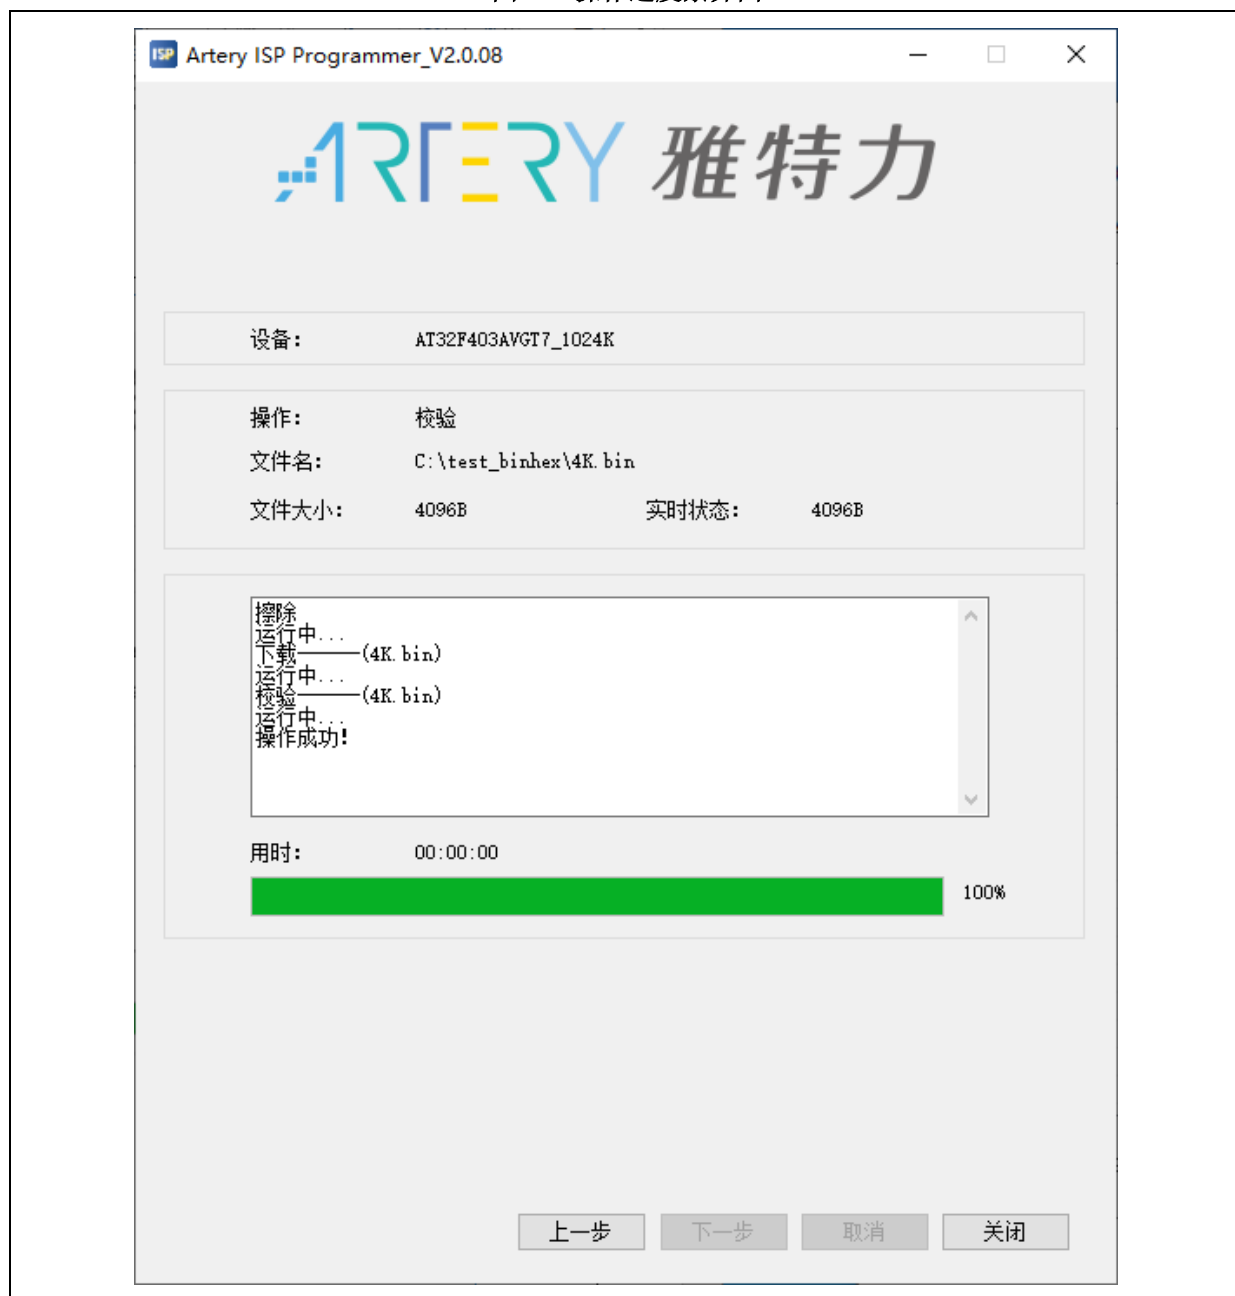 ISP Artery ISP Programmer_V2.0.08
ARTERY 雅特力
设备: AT32F403AVGT7_1024K
操作: 校验
文件名: C:\test_binhex\4K.bin
文件大小: 4096B 实时状态: 4096B
擦除
运行中...
下载———(4K.bin)
运行中...
校验———(4K.bin)
运行中...
操作成功!
用时: 00:00:00
100%
上一步 下一步 取消 关闭